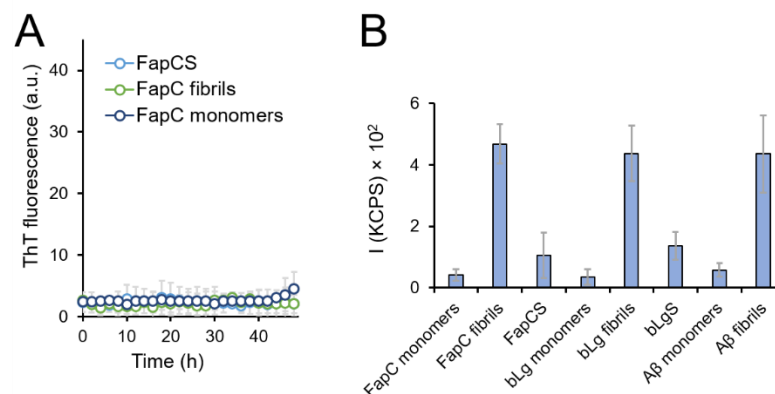 A
ThT fluorescence (a.u.)
40
30
20
10
0
FapCS
FapC fibrils
FapC monomers
0 10 20 30 40
Time (h)
B
I (KCPS) × 10²
6
4
2
0
FapC monomers
FapC fibrils
FapCS
bLg monomers
bLg fibrils
bLgS
Aβ monomers
Aβ fibrils